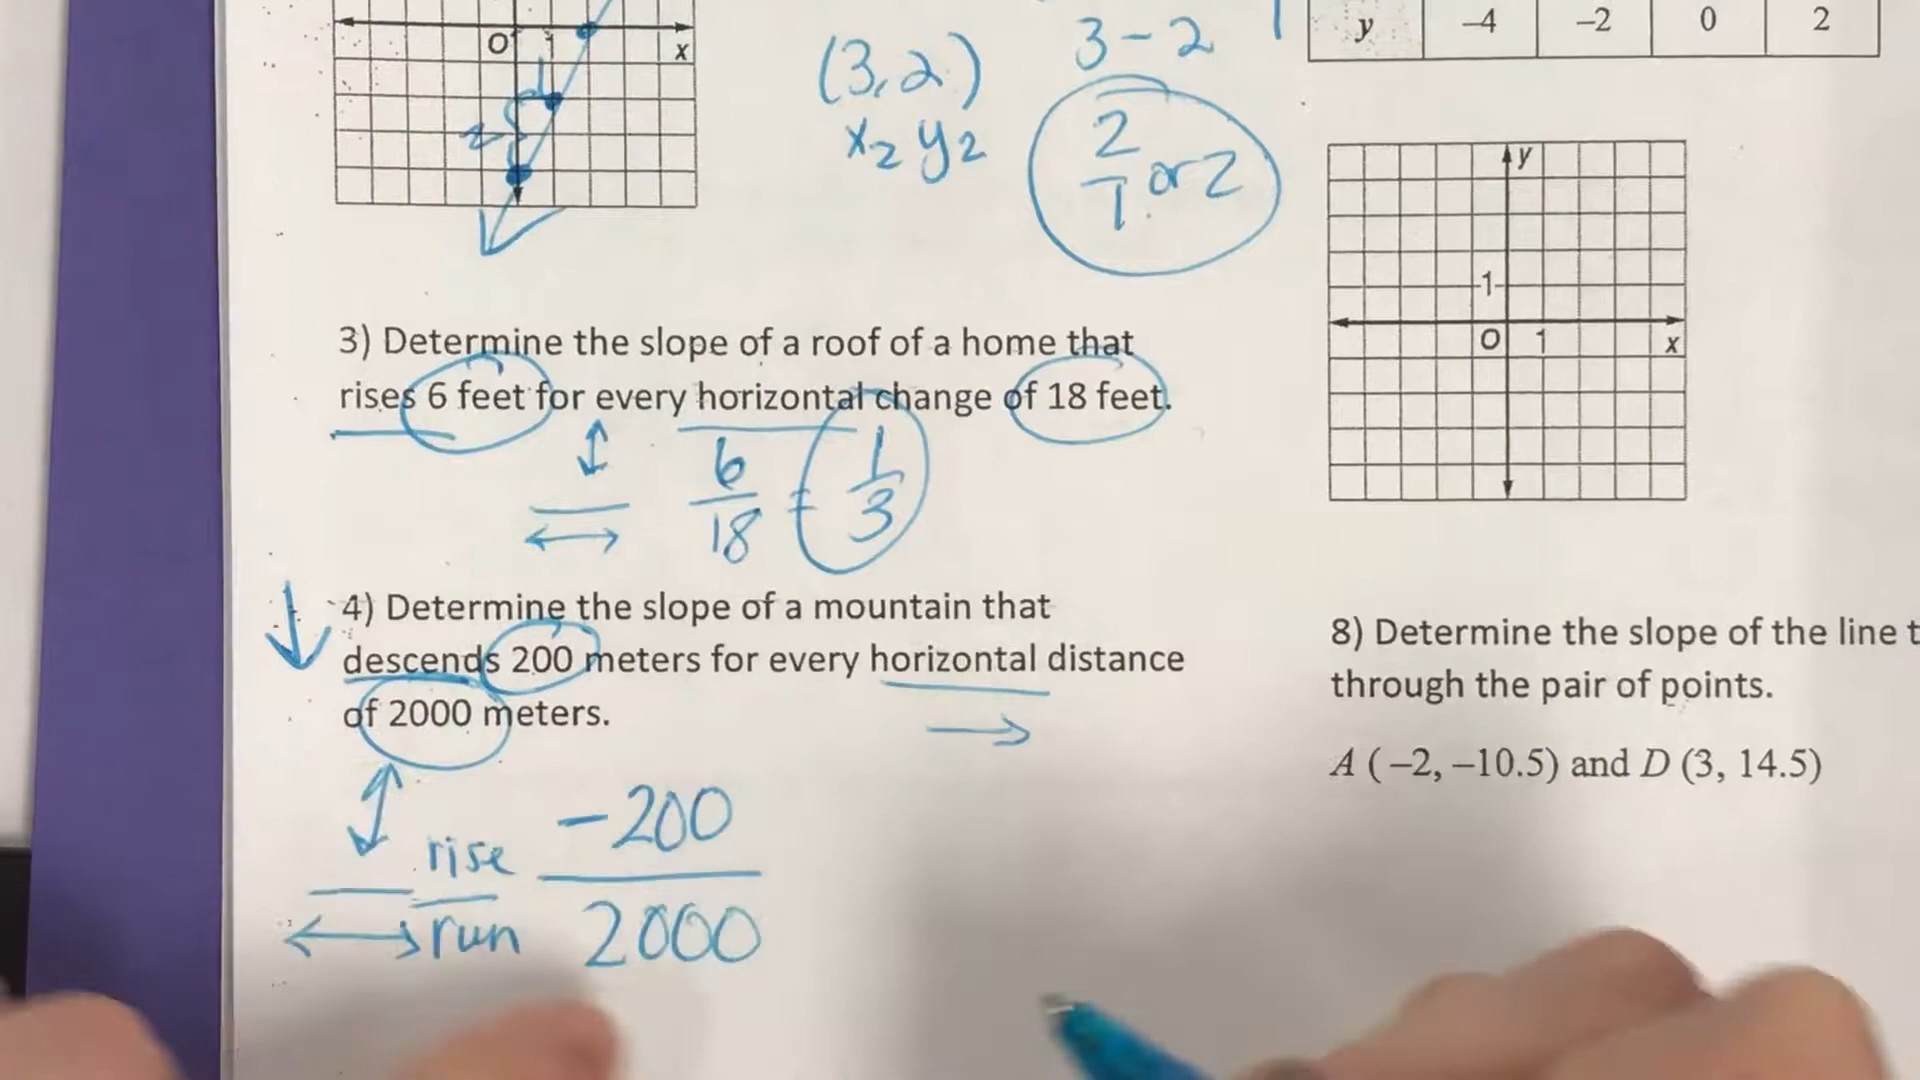 O 1 x
2
1
(3,2)
x2 y2
3-2
2
1 or 2
y -4 -2 0 2
y
1
O 1 x
3) Determine the slope of a roof of a home that
rises 6 feet for every horizontal change of 18 feet.
6
18
=
1
3
4) Determine the slope of a mountain that
descends 200 meters for every horizontal distance
of 2000 meters.
rise
run
-200
2000
8) Determine the slope of the line t
through the pair of points.
A (−2, −10.5) and D (3, 14.5)